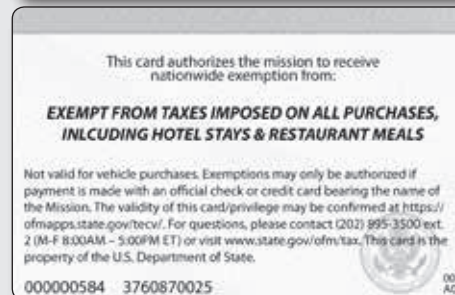 This card authorizes the mission to receive
nationwide exemption from:
EXEMPT FROM TAXES IMPOSED ON ALL PURCHASES,
INLCUDING HOTEL STAYS & RESTAURANT MEALS
Not valid for vehicle purchases. Exemptions may only be authorized if
payment is made with an official check or credit card bearing the name of
the Mission. The validity of this card/privilege may be confirmed at https://
ofmapps.state.gov/tecv/. For questions, please contact (202) 895-3500 ext.
2 (M-F 8:00AM – 5:00PM ET) or visit www.state.gov/ofm/tax. This card is the
property of the U.S. Department of State.
000000584 3760870025